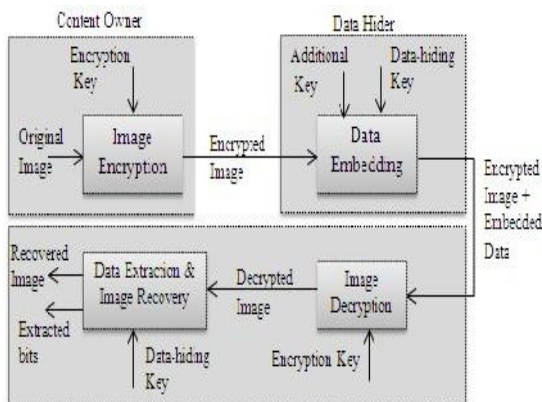 Content Owner
Data Hider
Encryption
Key
Additional
Key
Data-hiding
Key
Original
Image
Image
Encryption
Encrypted
Image
Data
Embedding
Encrypted
Image +
Embedded
Data
Recovered
Image
Data Extraction &
Image Recovery
Decrypted
Image
Image
Decryption
Extracted
bits
Data-hiding
Key
Encryption Key